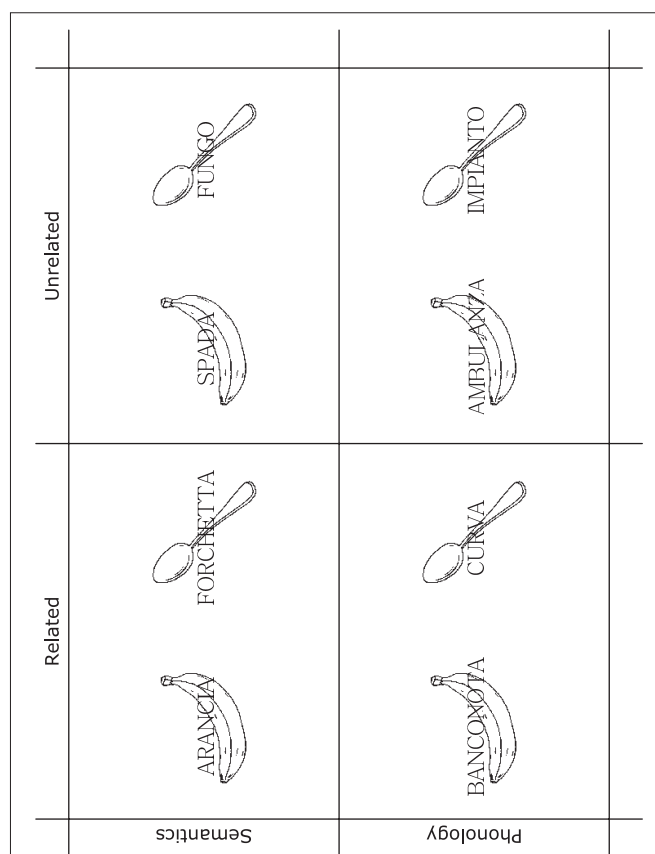 Related
Unrelated
Semantics
ARANCIA
FORCHETTA
SPADA
FUNGO
Phonology
BANCONOTA
CURVA
AMBULANZA
IMPIANTO